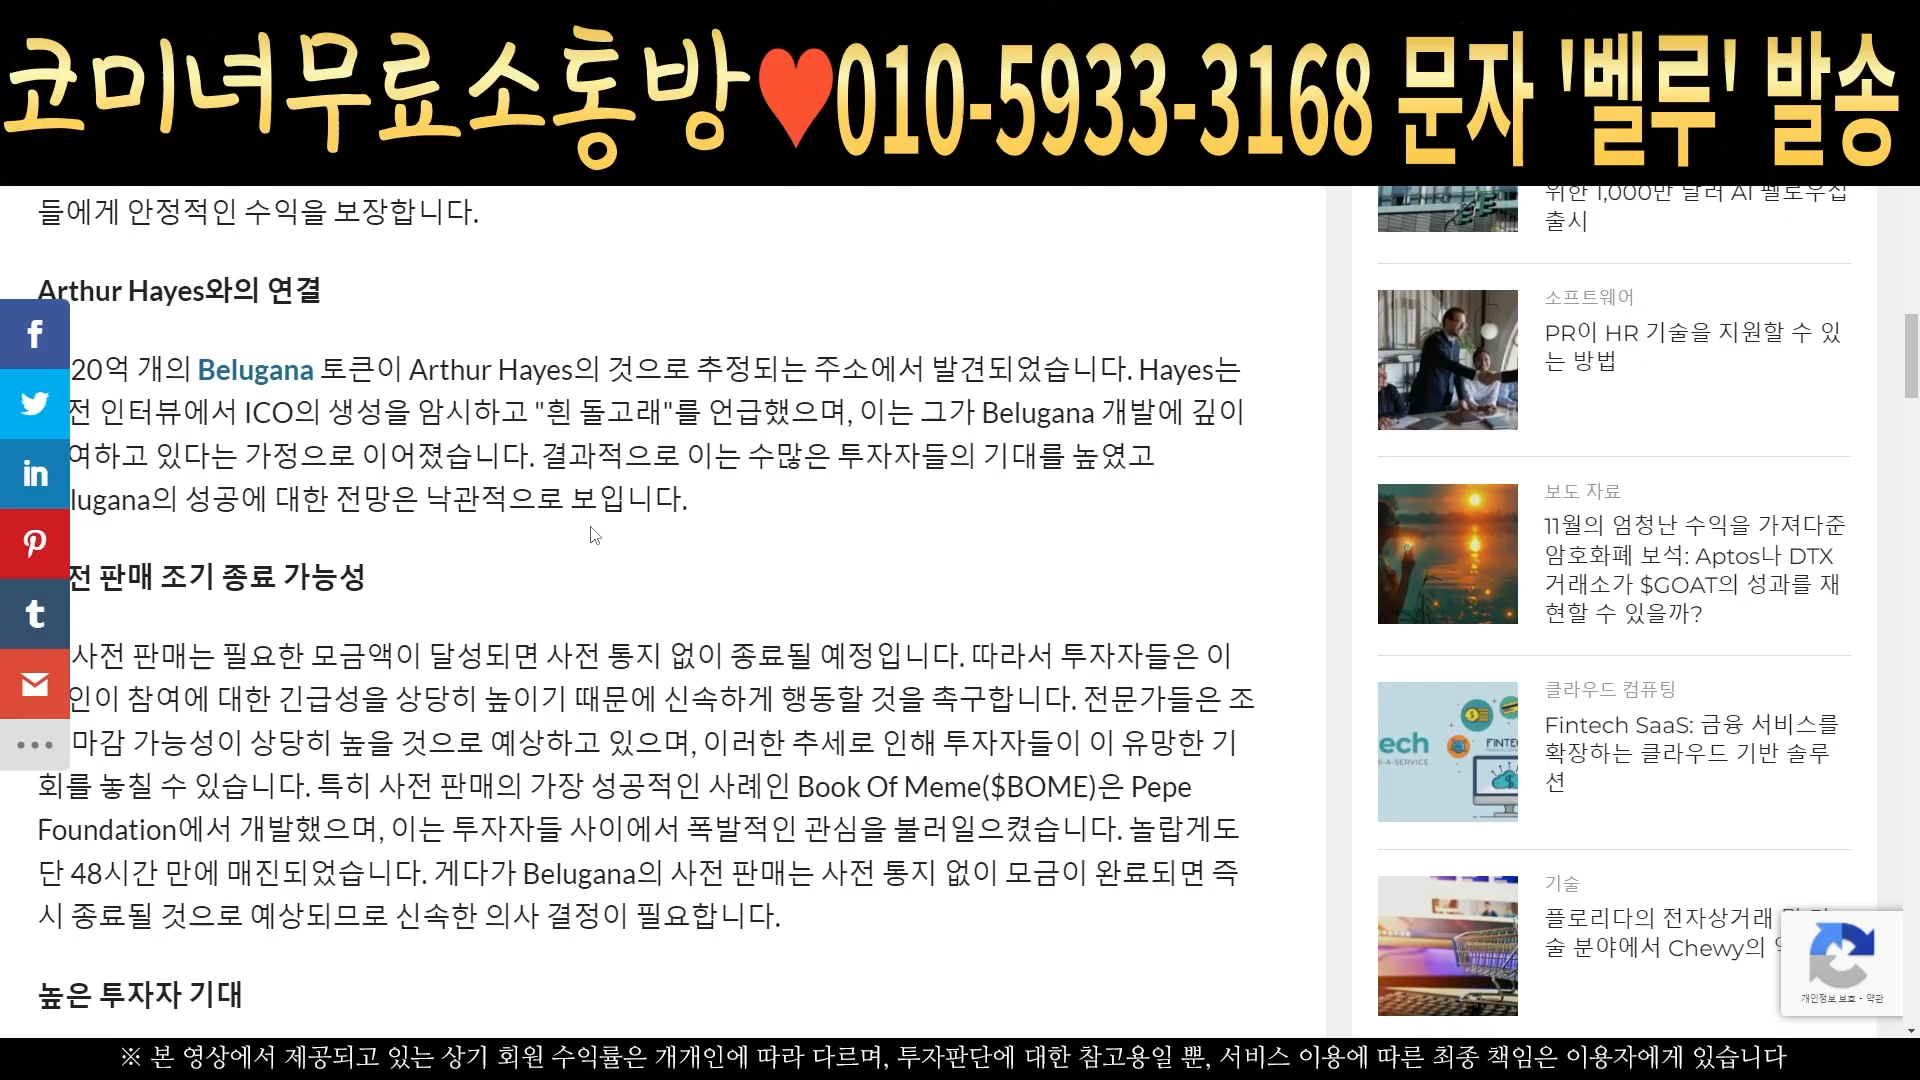 코미녀무료소통방♥010-5933-3168 문자 '벨루' 발송
들에게 안정적인 수익을 보장합니다.
Arthur Hayes와의 연결
20억 개의 Belugana 토큰이 Arthur Hayes의 것으로 추정되는 주소에서 발견되었습니다. Hayes는
전 인터뷰에서 ICO의 생성을 암시하고 "흰 돌고래"를 언급했으며, 이는 그가 Belugana 개발에 깊이
여하고 있다는 가정으로 이어졌습니다. 결과적으로 이는 수많은 투자자들의 기대를 높였고
lugana의 성공에 대한 전망은 낙관적으로 보입니다.
전 판매 조기 종료 가능성
사전 판매는 필요한 모금액이 달성되면 사전 통지 없이 종료될 예정입니다. 따라서 투자자들은 이
인이 참여에 대한 긴급성을 상당히 높이기 때문에 신속하게 행동할 것을 촉구합니다. 전문가들은 조
마감 가능성이 상당히 높을 것으로 예상하고 있으며, 이러한 추세로 인해 투자자들이 이 유망한 기
회를 놓칠 수 있습니다. 특히 사전 판매의 가장 성공적인 사례인 Book Of Meme($BOME)은 Pepe
Foundation에서 개발했으며, 이는 투자자들 사이에서 폭발적인 관심을 불러일으켰습니다. 놀랍게도
단 48시간 만에 매진되었습니다. 게다가 Belugana의 사전 판매는 사전 통지 없이 모금이 완료되면 즉
시 종료될 것으로 예상되므로 신속한 의사 결정이 필요합니다.
높은 투자자 기대
위한 1,000만 달러 AI 펠로우십
출시
소프트웨어
PR이 HR 기술을 지원할 수 있
는 방법
보도 자료
11월의 엄청난 수익을 가져다준
암호화폐 보석: Aptos나 DTX
거래소가 $GOAT의 성과를 재
현할 수 있을까?
클라우드 컴퓨팅
Fintech SaaS: 금융 서비스를
확장하는 클라우드 기반 솔루
션
ech
S-A-SERVICE
FINTE
기술
플로리다의 전자상거래
술 분야에서 Chewy의
개인정보 보호 - 약관
※ 본 영상에서 제공되고 있는 상기 회원 수익률은 개개인에 따라 다르며, 투자판단에 대한 참고용일 뿐, 서비스 이용에 따른 최종 책임은 이용자에게 있습니다